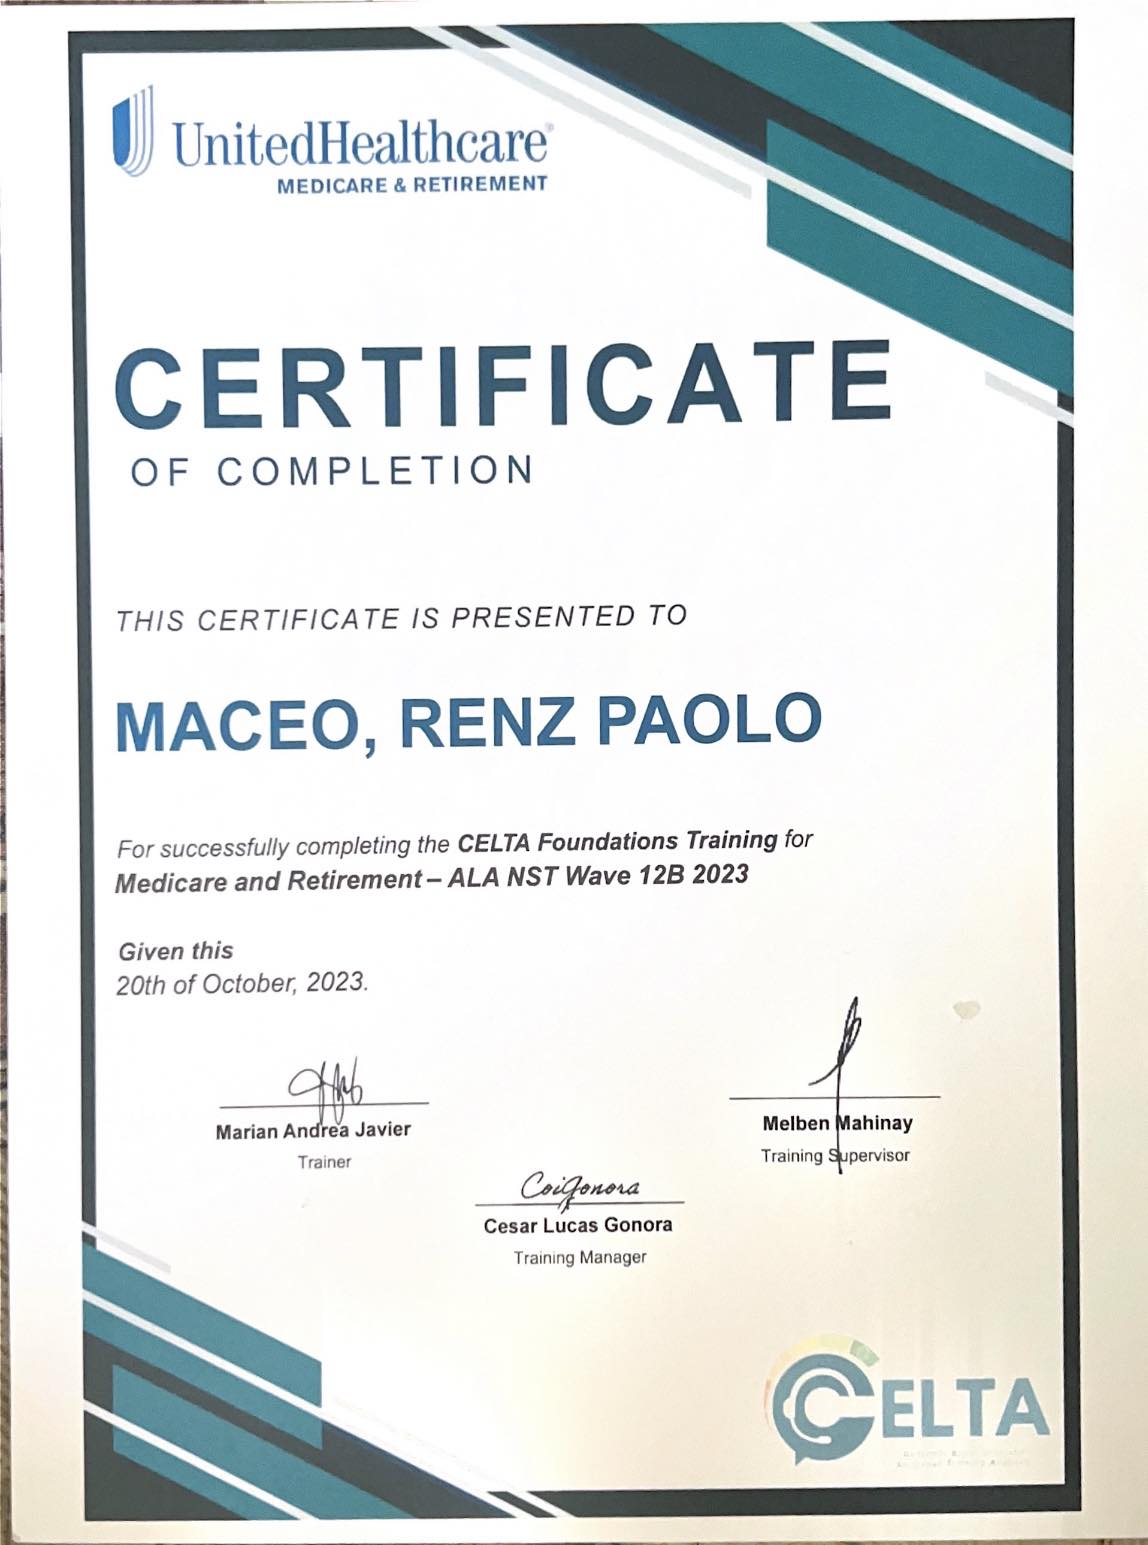 UnitedHealthcare®
MEDICARE & RETIREMENT
CERTIFICATE
OF COMPLETION
THIS CERTIFICATE IS PRESENTED TO
MACEO, RENZ PAOLO
For successfully completing the CELTA Foundations Training for
Medicare and Retirement – ALA NST Wave 12B 2023
Given this
20th of October, 2023.
Marian Andrea Javier
Trainer
Melben Mahinay
Training Supervisor
CoiGonora
Cesar Lucas Gonora
Training Manager
CELTA